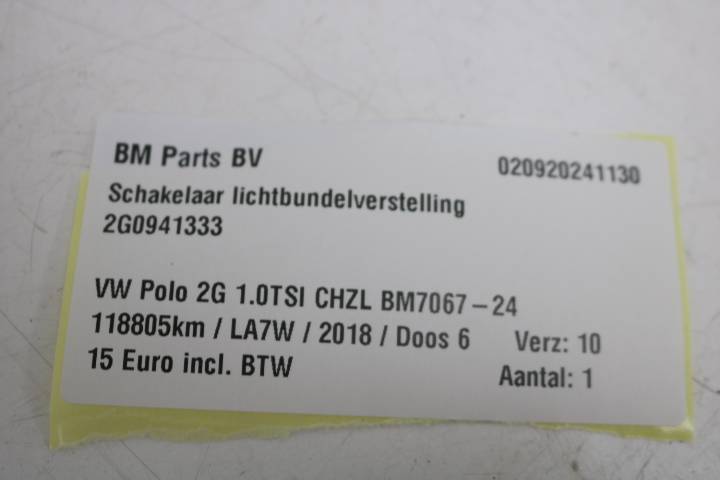 BM Parts BV 020920241130
Schakelaar lichtbundelverstelling
2G0941333
VW Polo 2G 1.0TSI CHZL BM7067-24
118805km / LA7W / 2018 / Doos 6 Verz: 10
15 Euro incl. BTW Aantal: 1